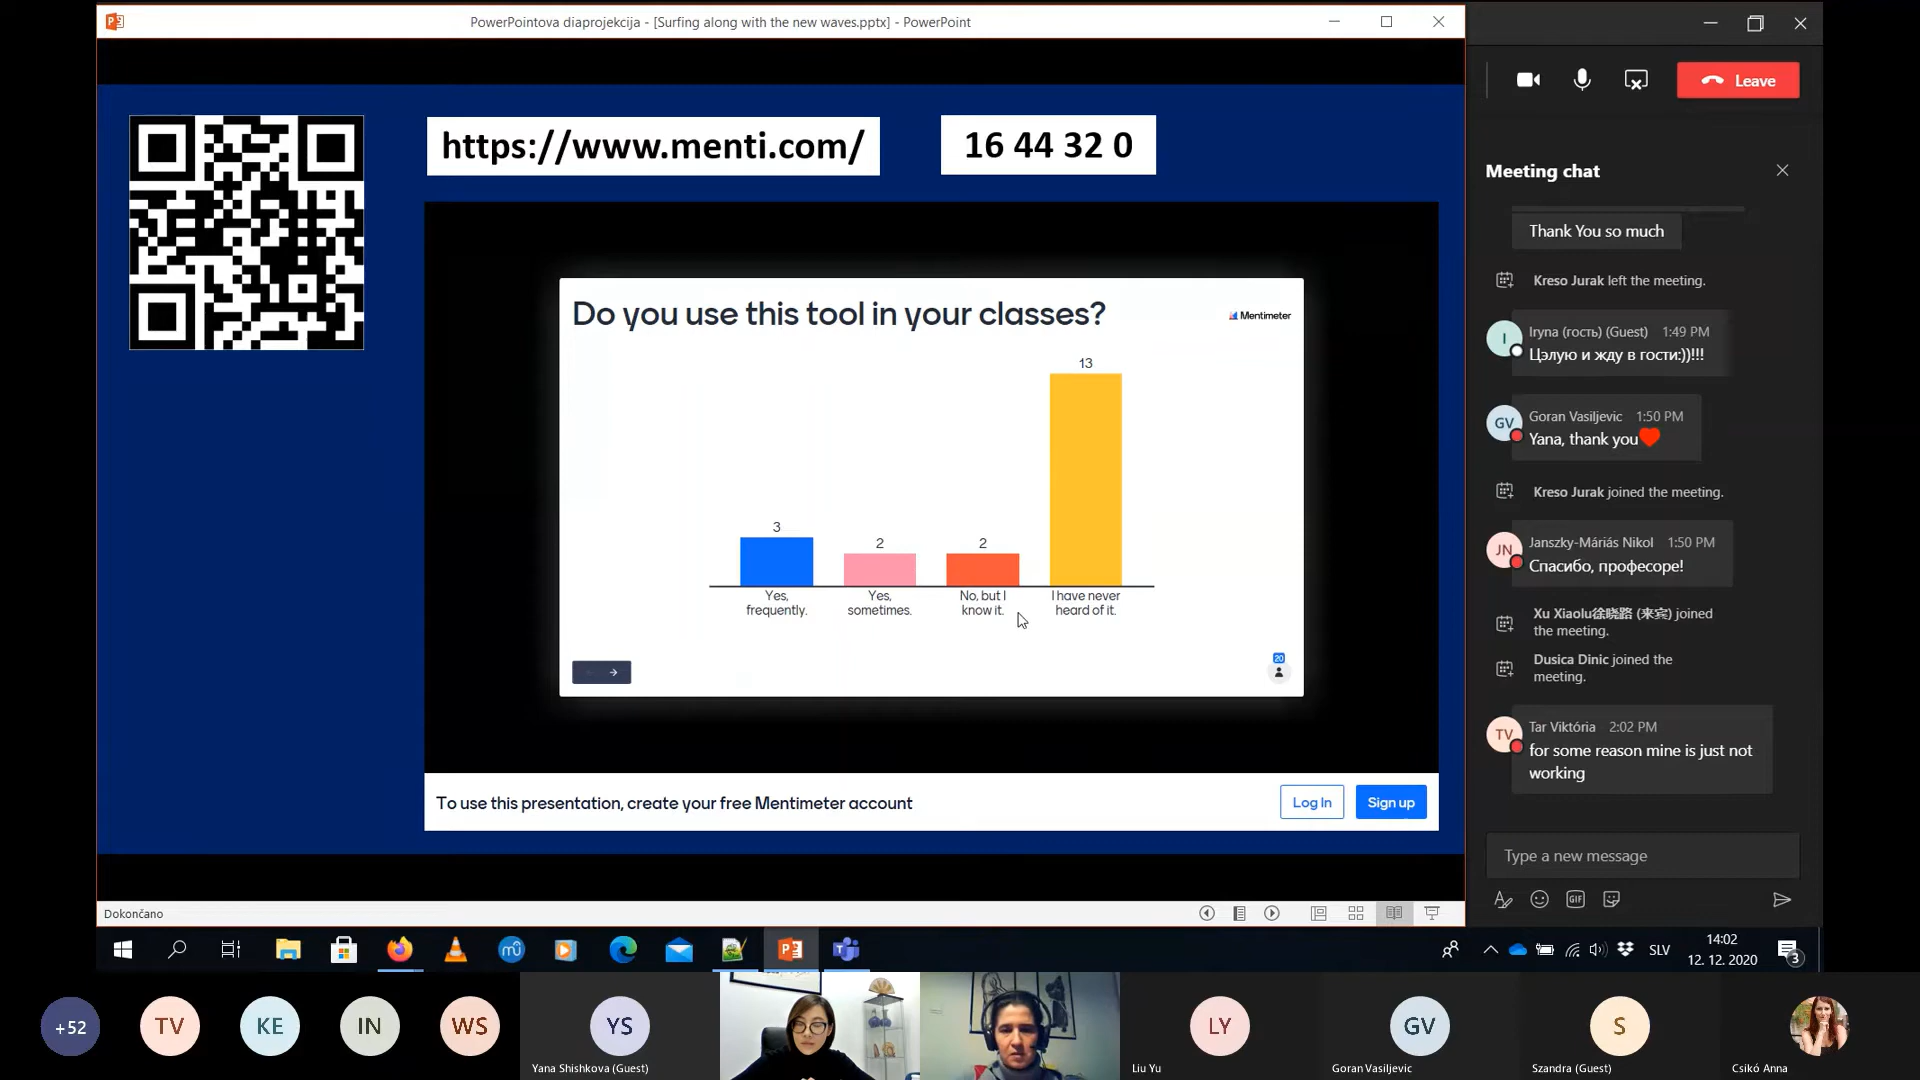 PowerPointova diaprojekcija - [Surfing along with the new waves.pptx] - PowerPoint
https://www.menti.com/
16 44 32 0
Do you use this tool in your classes?
Mentimeter
13
3
2
2
Yes,
frequently.
Yes,
sometimes.
No, but I
know it.
I have never
heard of it.
20
To use this presentation, create your free Mentimeter account
Log In
Sign up
Dokončano
Leave
Meeting chat
Thank You so much
Kreso Jurak left the meeting.
I
Iryna (гость) (Guest) 1:49 PM
Цэлую и жду в гости:))!!!
GV
Goran Vasiljevic 1:50 PM
Yana, thank you
Kreso Jurak joined the meeting.
JN
Janszky-Máriás Nikol 1:50 PM
Спасибо, професоре!
Xu Xiaolu徐晓路 (来宾) joined
the meeting.
Dusica Dinic joined the
meeting.
TV
Tar Viktória 2:02 PM
for some reason mine is just not
working
Type a new message
GIF
SLV
14:02
12. 12. 2020
3
+52
TV
KE
IN
WS
YS
Yana Shishkova (Guest)
LY
Liu Yu
GV
Goran Vasiljevic
S
Szandra (Guest)
Csikó Anna